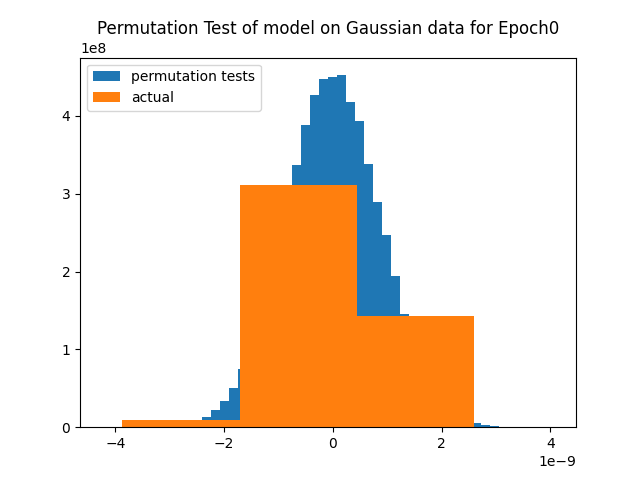 Permutation Test of model on Gaussian data for Epoch0
1e8
permutation tests
actual
4
3
2
1
0
−4 −2 0 2 4
1e−9